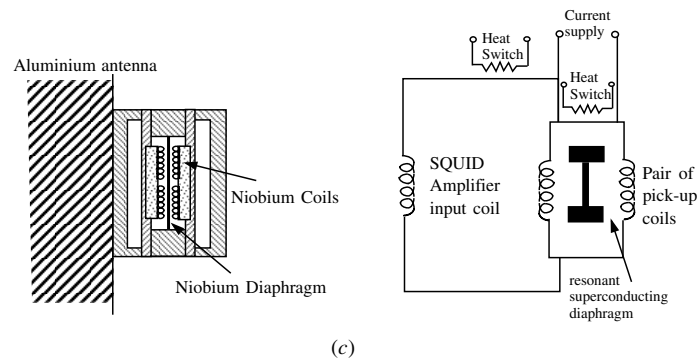 Aluminium antenna
Niobium Coils
Niobium Diaphragm
Heat
Switch
Current
supply
Heat
Switch
SQUID
Amplifier
input coil
Pair of
pick-up
coils
resonant
superconducting
diaphragm
(c)